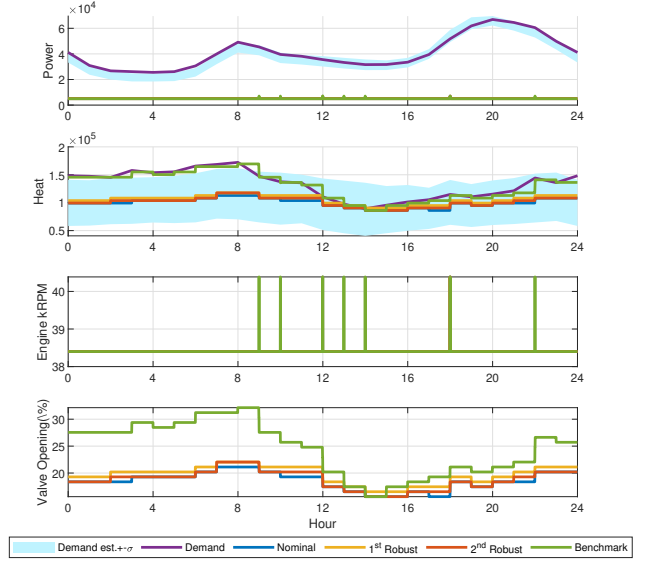 ×10⁴
6
4
2
0
Power
0 4 8 12 16 20 24
×10⁵
2
1.5
1
0.5
Heat
0 4 8 12 16 20 24
40
39
38
Engine kRPM
0 4 8 12 16 20 24
30
25
20
Valve Opening(\%)
0 4 8 12 16 20 24
Hour
Demand est.+-σ Demand Nominal 1st Robust 2nd Robust Benchmark